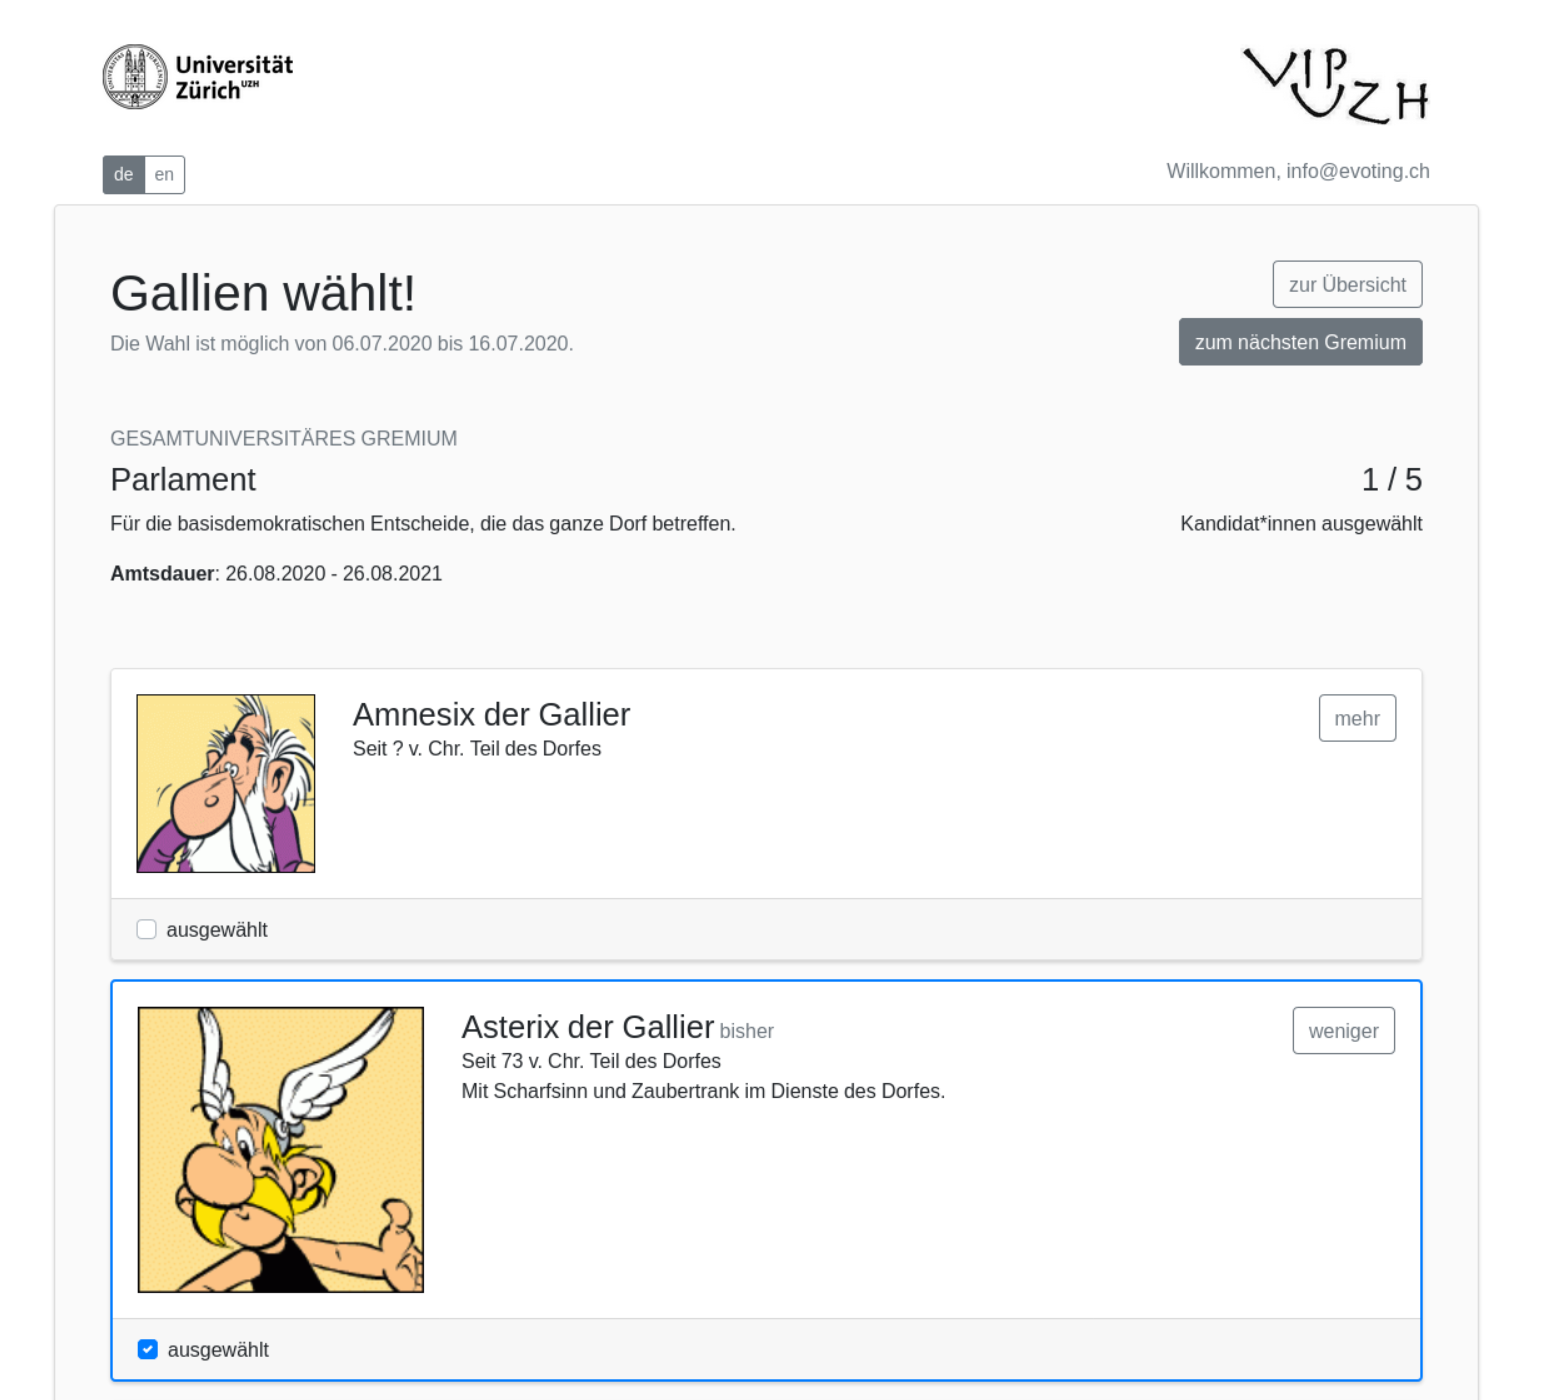 Universität
Zürich UZH
VIP UZH
de en
Willkommen, info@evoting.ch
Gallien wählt!
zur Übersicht
Die Wahl ist möglich von 06.07.2020 bis 16.07.2020.
zum nächsten Gremium
GESAMTUNIVERSITÄRES GREMIUM
Parlament
1 / 5
Für die basisdemokratischen Entscheide, die das ganze Dorf betreffen.
Kandidat*innen ausgewählt
Amtsdauer: 26.08.2020 - 26.08.2021
Amnesix der Gallier
mehr
Seit ? v. Chr. Teil des Dorfes
ausgewählt
Asterix der Gallier bisher
weniger
Seit 73 v. Chr. Teil des Dorfes
Mit Scharfsinn und Zaubertrank im Dienste des Dorfes.
ausgewählt